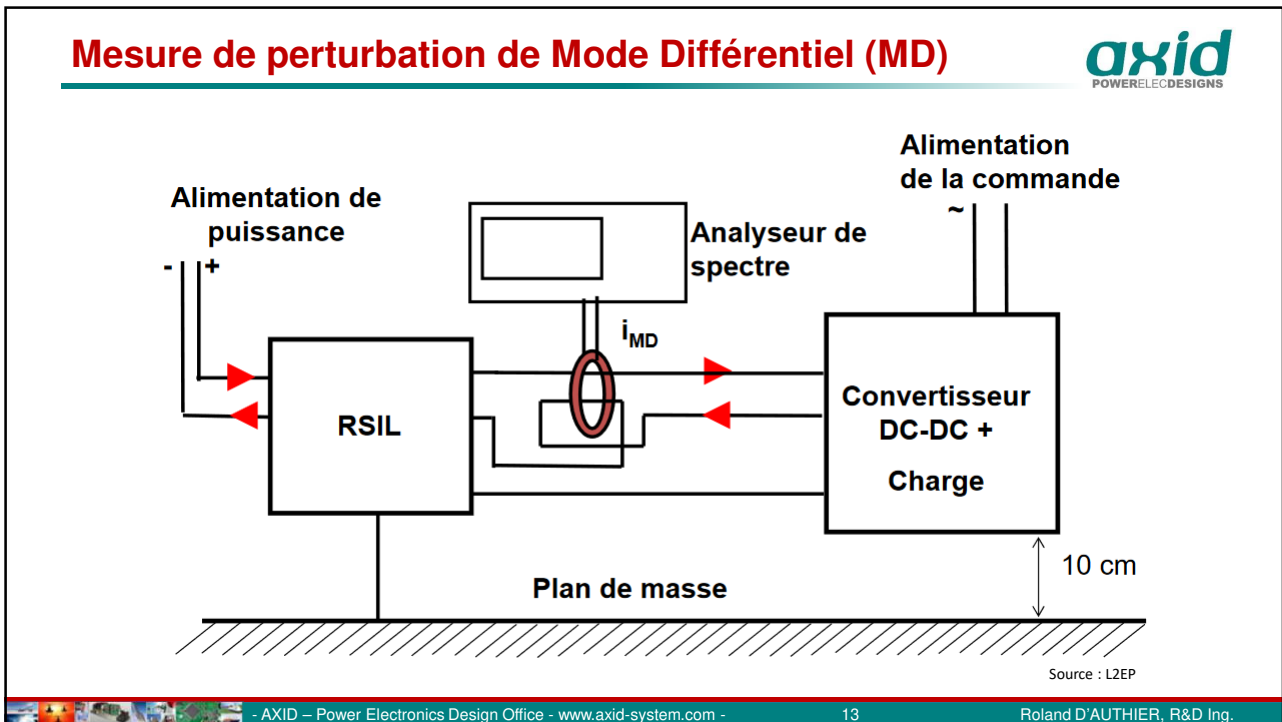 Mesure de perturbation de Mode Différentiel (MD)
axid
POWERELECDESIGNS
Alimentation
de la commande
~
Alimentation de
puissance
- +
Analyseur de
spectre
iMD
RSIL
Convertisseur
DC-DC +
Charge
10 cm
Plan de masse
Source : L2EP
- AXID – Power Electronics Design Office - www.axid-system.com -
13
Roland D'AUTHIER, R&D Ing.